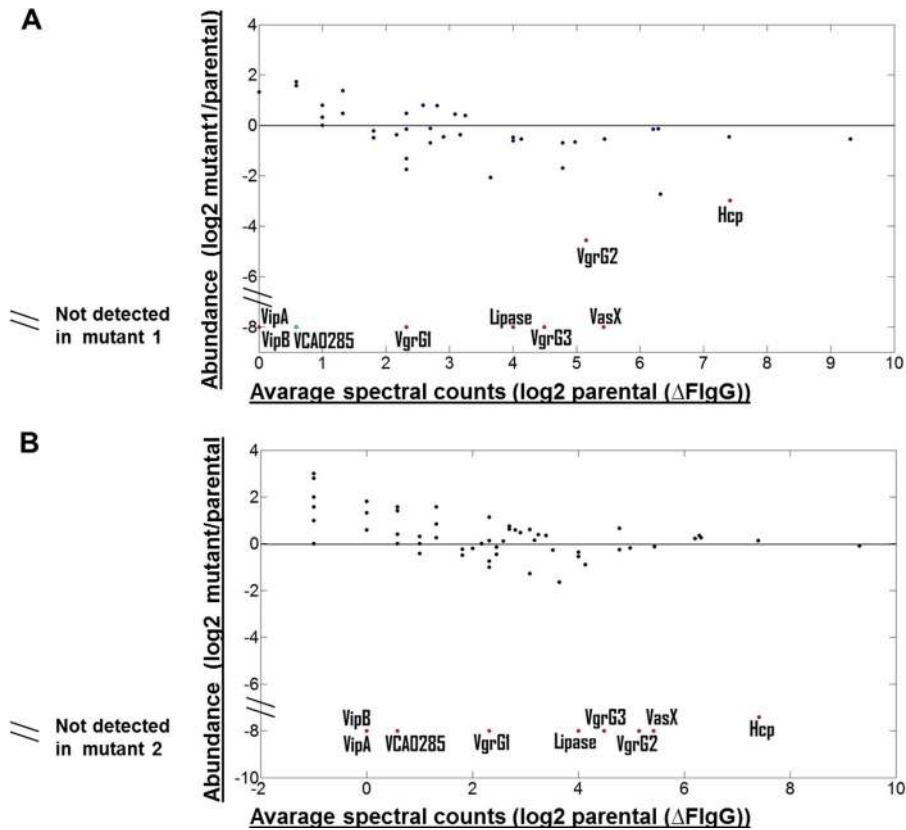 A
Abundance (log2 mutant1/parental)
4
2
0
-2
-4
-6
-8
Hcp
VgrG2
VipA
VipB
VCA0285
VgrG1
Lipase
VgrG3
VasX
Not detected
in mutant 1
0 1 2 3 4 5 6 7 8 9 10
Avarage spectral counts (log2 parental (ΔFlgG))
B
Abundance (log2 mutant/parental
4
2
0
-2
-4
-6
-8
-10
VipB
VipA
VCA0285
VgrG1
Lipase
VgrG3
VgrG2
VasX
Hcp
Not detected
in mutant 2
-2 0 2 4 6 8 10
Avarage spectral counts (log2 parental (ΔFlgG))